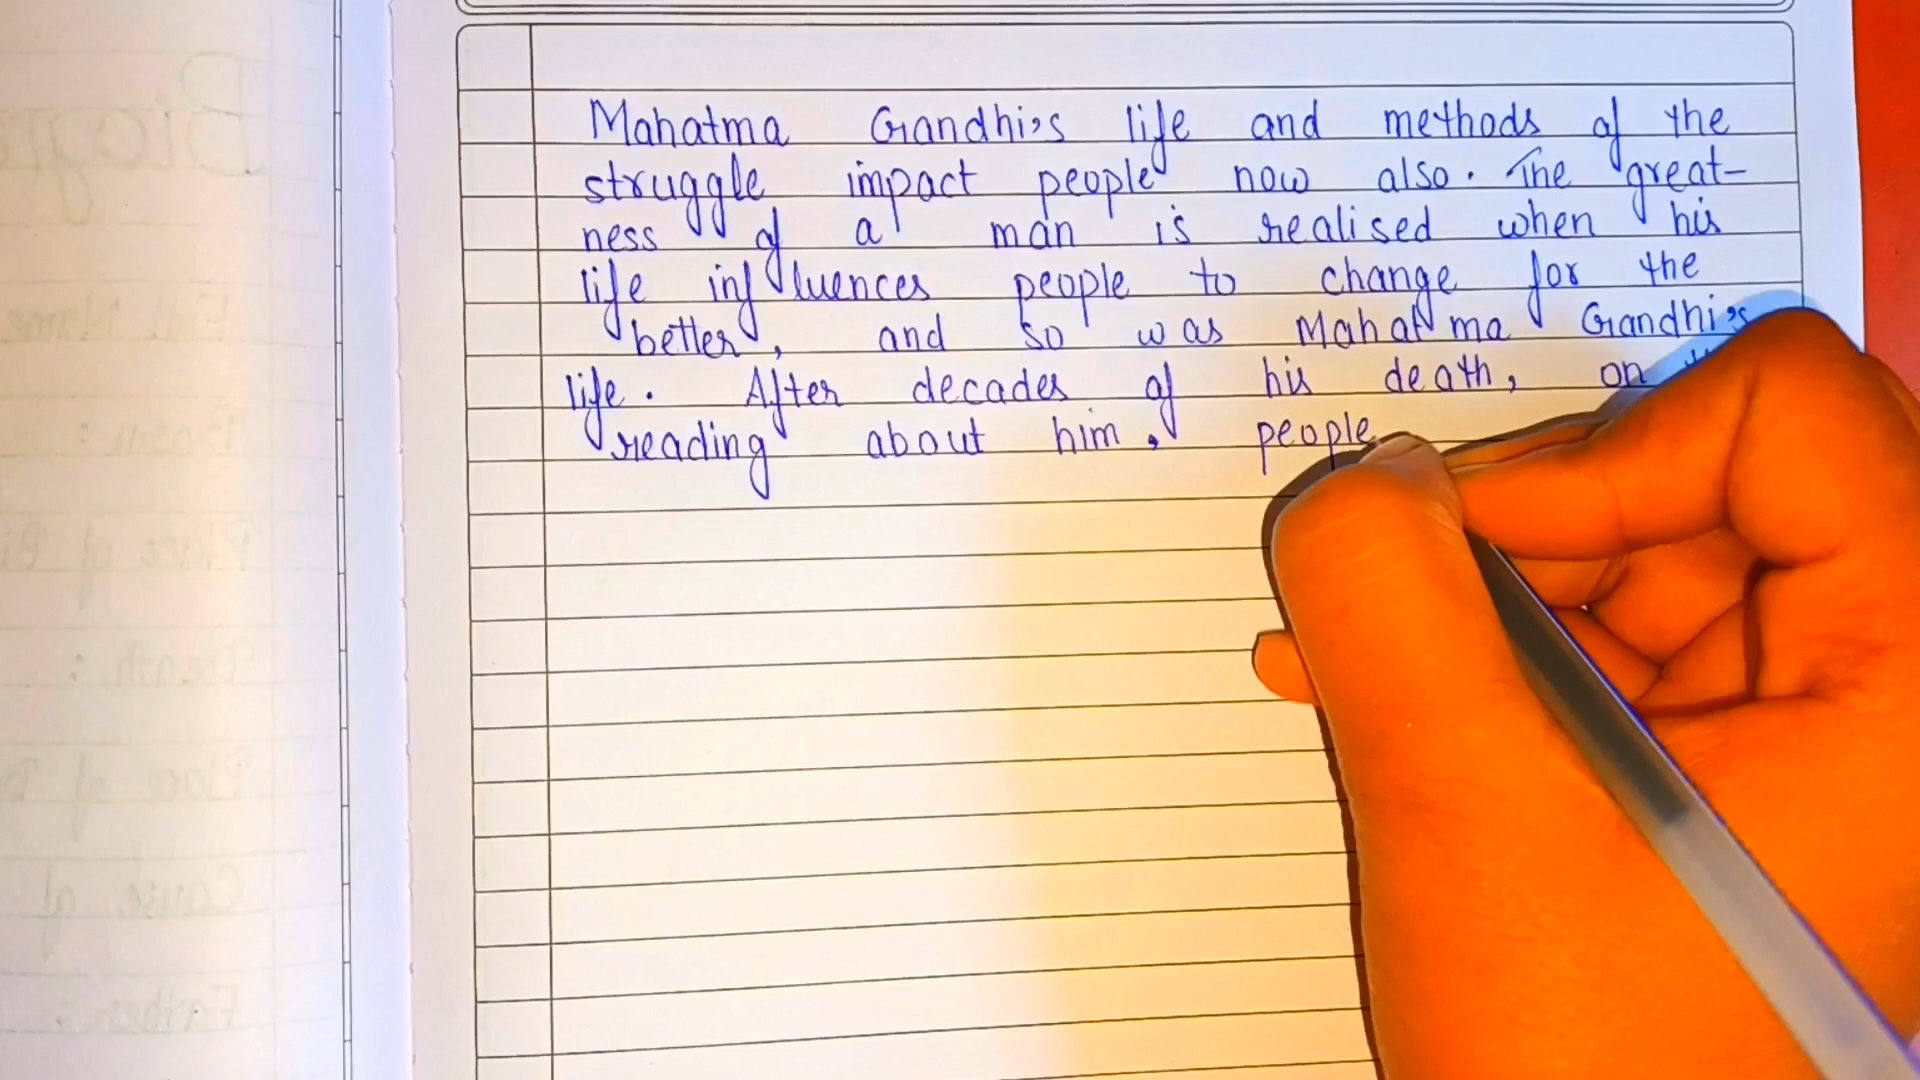 Mahatma Gandhi's life and methods of the
struggle impact people now also. The great-
ness of a man is realised when his
life influences people to change for the
better, and so was Mahatma Gandhi's
life. After decades of his death, on
reading about him, people